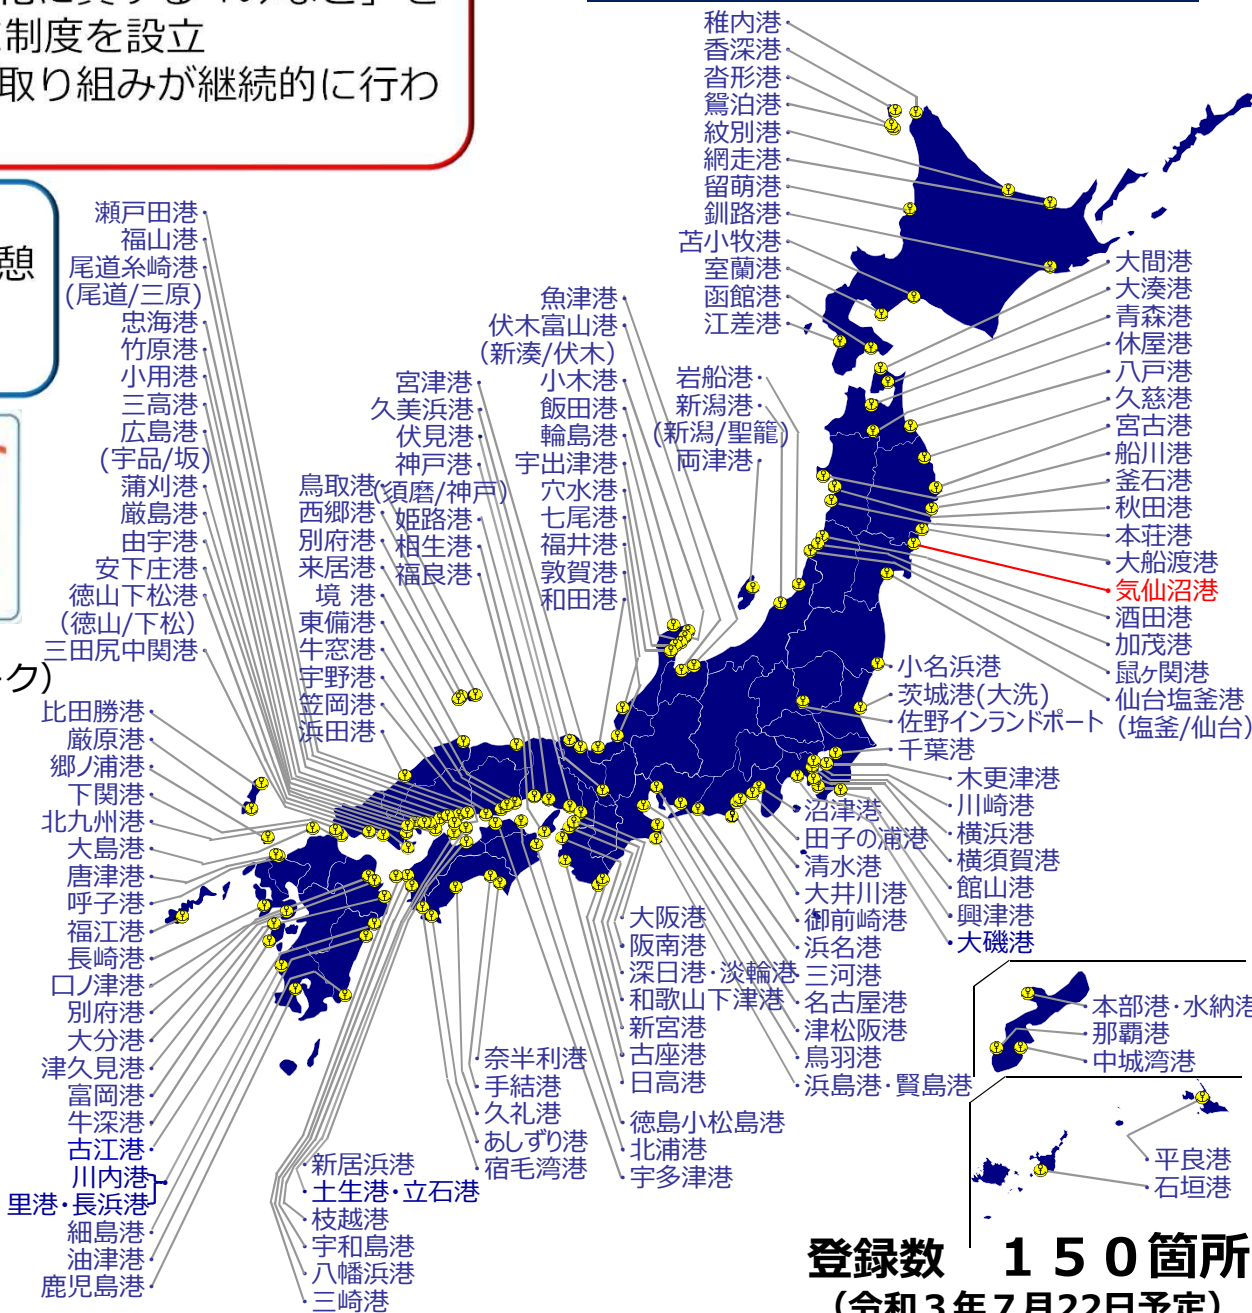 制度を設立
取り組みが継続的に行わ
憩
ク）
稚内港
香深港
沓形港
鴛泊港
紋別港
網走港
留萌港
釧路港
苫小牧港
室蘭港
函館港
江差港
大間港
大湊港
青森港
休屋港
八戸港
久慈港
宮古港
船川港
釜石港
秋田港
本荘港
大船渡港
気仙沼港
酒田港
加茂港
鼠ヶ関港
仙台塩釜港
(塩釜/仙台)
瀬戸田港
福山港
尾道糸崎港
(尾道/三原)
忠海港
竹原港
小用港
三高港
広島港
(宇品/坂)
蒲刈港
厳島港
由宇港
安下庄港
徳山下松港
(徳山/下松)
三田尻中関港
魚津港
伏木富山港
(新湊/伏木)
小木港
飯田港
輪島港
宇出津港
穴水港
七尾港
福井港
敦賀港
和田港
岩船港
新潟港
(新潟/聖籠)
両津港
宮津港
久美浜港
伏見港
神戸港
(須磨/神戸)
姫路港
相生港
福良港
鳥取港
西郷港
別府港
来居港
境 港
東備港
牛窓港
宇野港
笠岡港
浜田港
小名浜港
茨城港(大洗)
佐野インランドポート
千葉港
木更津港
川崎港
横浜港
横須賀港
館山港
興津港
大磯港
沼津港
田子の浦港
清水港
大井川港
御前崎港
浜名港
三河港
名古屋港
津松阪港
鳥羽港
浜島港・賢島港
大阪港
阪南港
深日港・淡輪港
和歌山下津港
新宮港
古座港
日高港
徳島小松島港
北浦港
宇多津港
奈半利港
手結港
久礼港
あしずり港
宿毛湾港
新居浜港
土生港・立石港
枝越港
宇和島港
八幡浜港
三崎港
比田勝港
厳原港
郷ノ浦港
下関港
北九州港
大島港
唐津港
呼子港
福江港
長崎港
口ノ津港
別府港
大分港
津久見港
富岡港
牛深港
古江港
川内港
里港・長浜港
細島港
油津港
鹿児島港
本部港・水納港
那覇港
中城湾港
平良港
石垣港
登録数 １５０箇所
（令和３年７月22日予定）